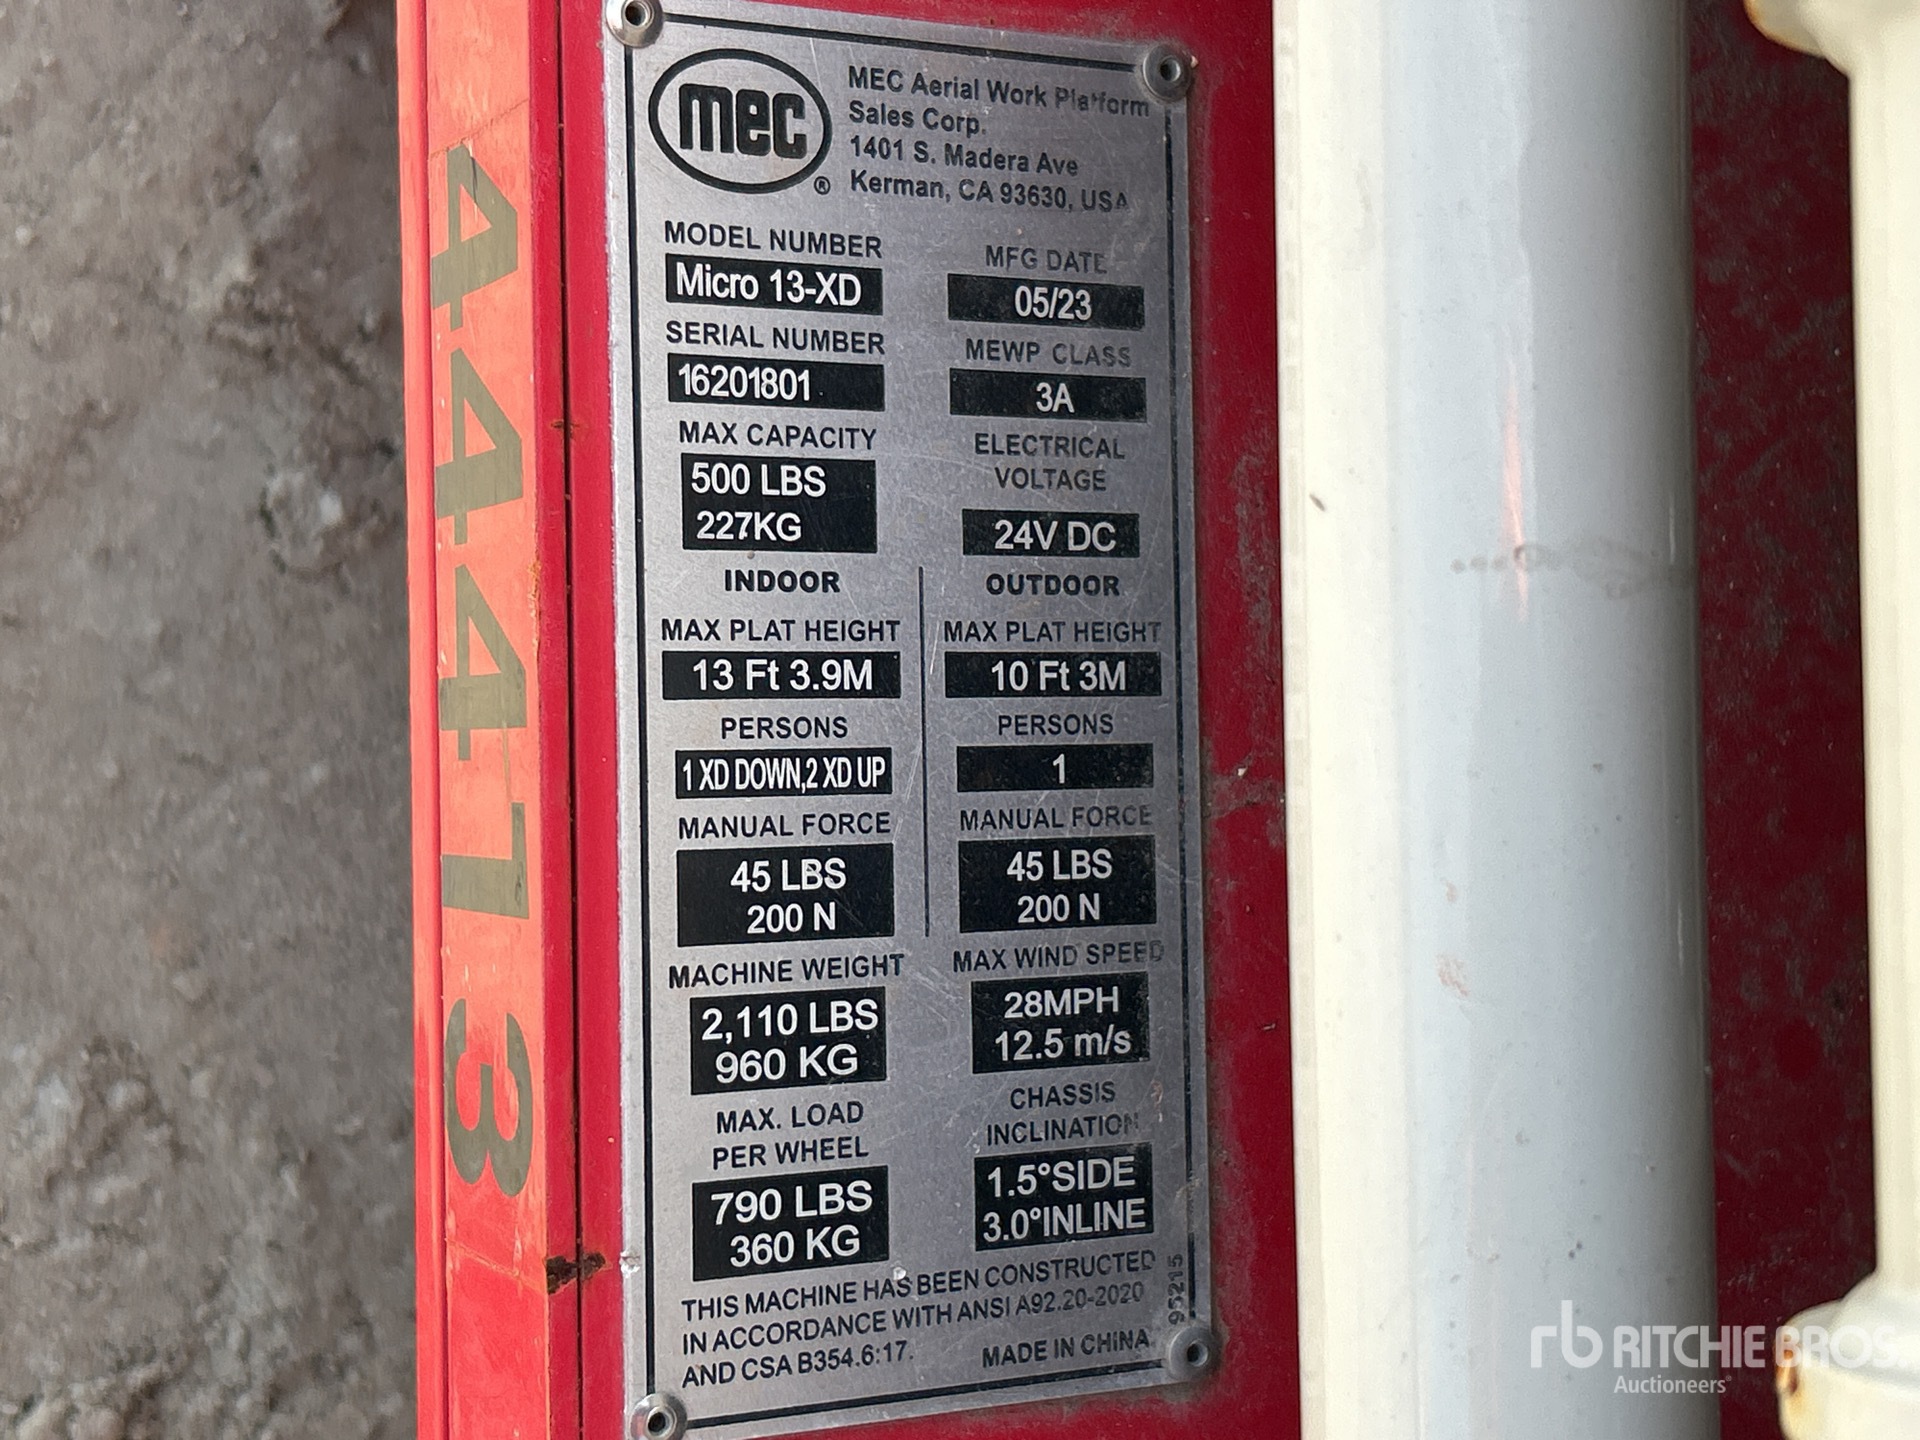 mec
®
MEC Aerial Work Platform
Sales Corp.
1401 S. Madera Ave
Kerman, CA 93630, USA
MODEL NUMBER
Micro 13-XD
MFG DATE
05/23
SERIAL NUMBER
16201801
MEWP CLASS
3A
MAX CAPACITY
500 LBS
227KG
ELECTRICAL
VOLTAGE
24V DC
INDOOR
MAX PLAT HEIGHT
13 Ft 3.9M
PERSONS
1 XD DOWN,2 XD UP
MANUAL FORCE
45 LBS
200 N
OUTDOOR
MAX PLAT HEIGHT
10 Ft 3M
PERSONS
1
MANUAL FORCE
45 LBS
200 N
MACHINE WEIGHT
2,110 LBS
960 KG
MAX WIND SPEED
28MPH
12.5 m/s
MAX. LOAD
PER WHEEL
790 LBS
360 KG
CHASSIS
INCLINATION
1.5°SIDE
3.0°INLINE
THIS MACHINE HAS BEEN CONSTRUCTED
IN ACCORDANCE WITH ANSI A92.20-2020
AND CSA B354.6:17.
MADE IN CHINA
95215
44413
rb RITCHIE BROS.
Auctioneers®